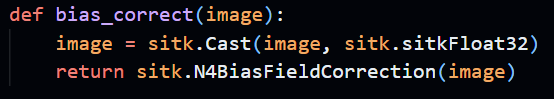 def bias_correct(image):
    image = sitk.Cast(image, sitk.sitkFloat32)
    return sitk.N4BiasFieldCorrection(image)